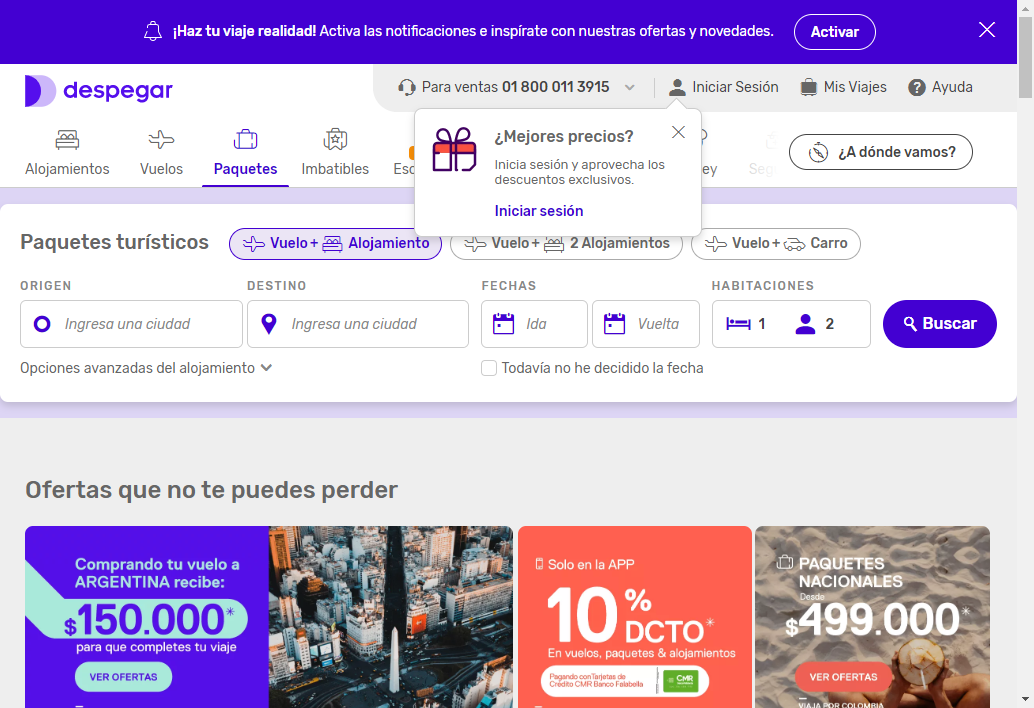 ¡Haz tu viaje realidad! Activa las notificaciones e inspírate con nuestras ofertas y novedades.
Activar
despegar
Para ventas 01 800 011 3915
Iniciar Sesión
Mis Viajes
Ayuda
Alojamientos
Vuelos
Paquetes
Imbatibles
¿Mejores precios?
Inicia sesión y aprovecha los
descuentos exclusivos.
Iniciar sesión
¿A dónde vamos?
Paquetes turísticos
Vuelo + Alojamiento
Vuelo + 2 Alojamientos
Vuelo + Carro
ORIGEN
DESTINO
FECHAS
HABITACIONES
Ingresa una ciudad
Ingresa una ciudad
Ida
Vuelta
1
2
Buscar
Opciones avanzadas del alojamiento
Todavía no he decidido la fecha
Ofertas que no te puedes perder
Comprando tu vuelo a
ARGENTINA recibe:
$150.000*
para que completes tu viaje
VER OFERTAS
Solo en la APP
10% DCTO*
En vuelos, paquetes & alojamientos
Pagando con Tarjetas de
Crédito CMR Banco Falabella
CMR
PAQUETES
NACIONALES
Desde
$499.000*
VER OFERTAS
VIAJA POR COLOMBIA